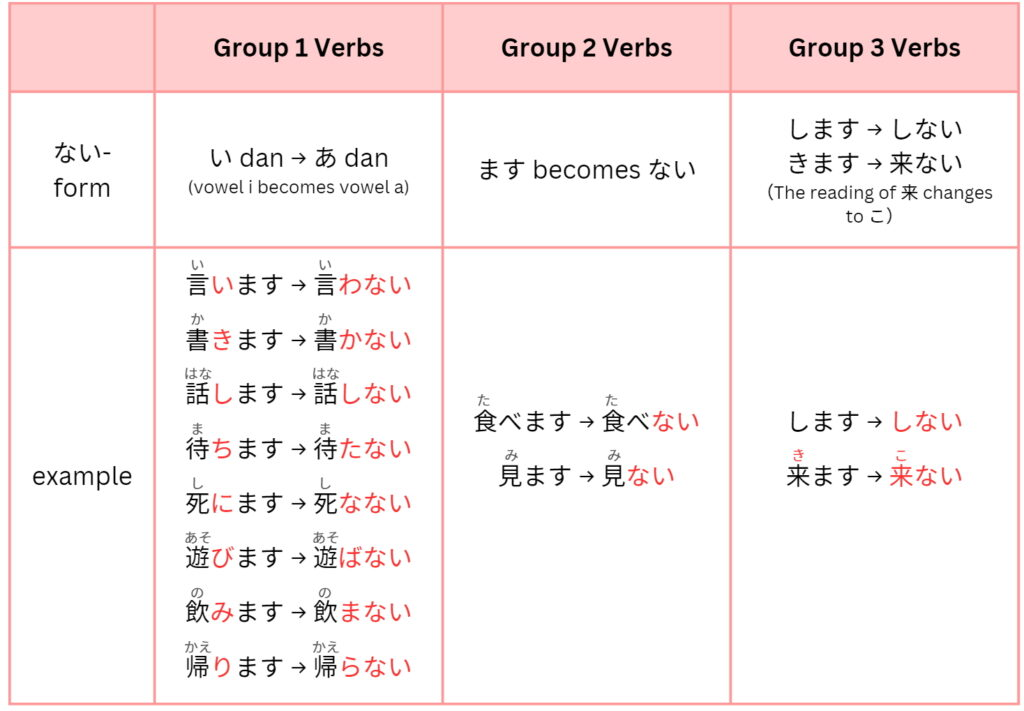 Group 1 Verbs
Group 2 Verbs
Group 3 Verbs
ない-
form
い dan → あ dan
(vowel i becomes vowel a)
ます becomes ない
します → しない
きます → 来ない
(The reading of 来 changes
to こ)
example
い い
言います → 言わない
か か
書きます → 書かない
はな はな
話します → 話しない
ま ま
待ちます → 待たない
し し
死にます → 死なない
あそ あそ
遊びます → 遊ばない
の の
飲みます → 飲まない
かえ かえ
帰ります → 帰らない
た た
食べます → 食べない
み み
見ます → 見ない
します → しない
き こ
来ます → 来ない